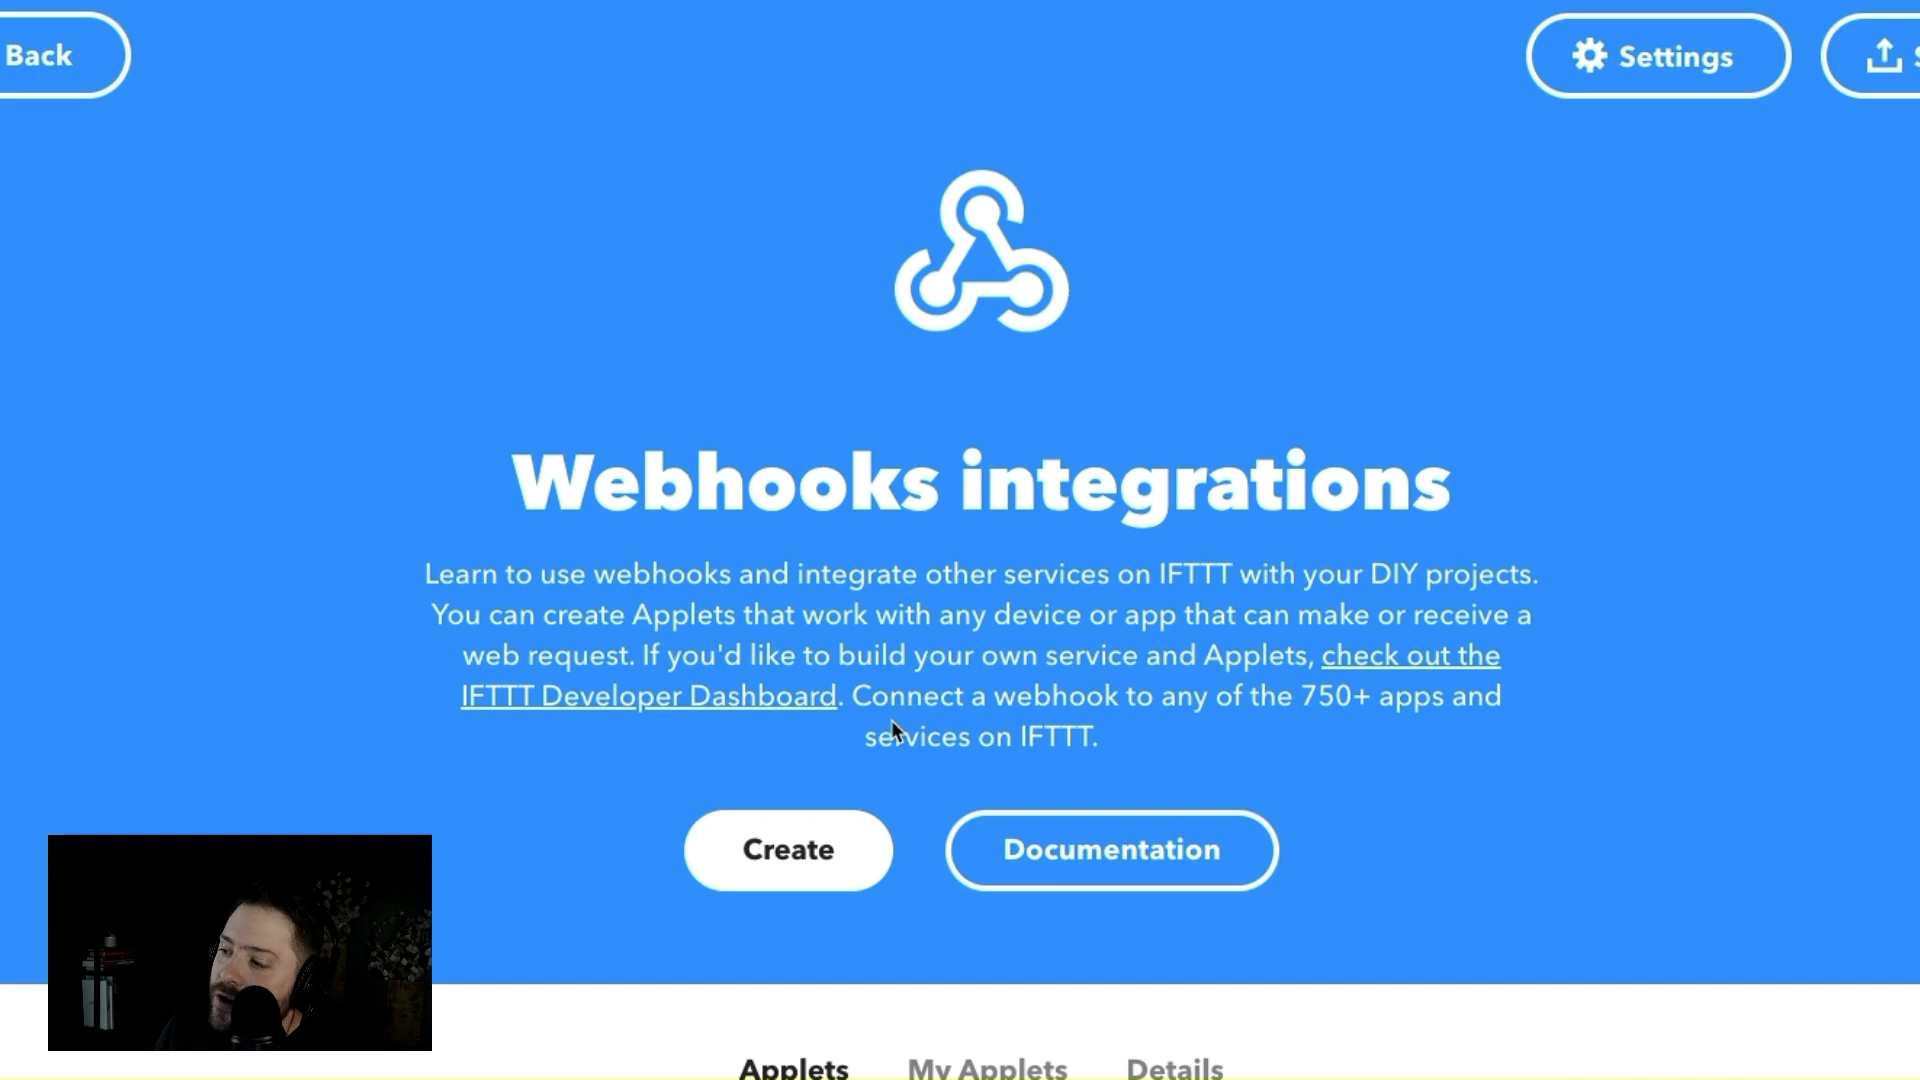 Back
Settings
Webhooks integrations
Learn to use webhooks and integrate other services on IFTTT with your DIY projects.
You can create Applets that work with any device or app that can make or receive a
web request. If you'd like to build your own service and Applets, check out the
IFTTT Developer Dashboard. Connect a webhook to any of the 750+ apps and
services on IFTTT.
Create
Documentation
Applets
My Applets
Details